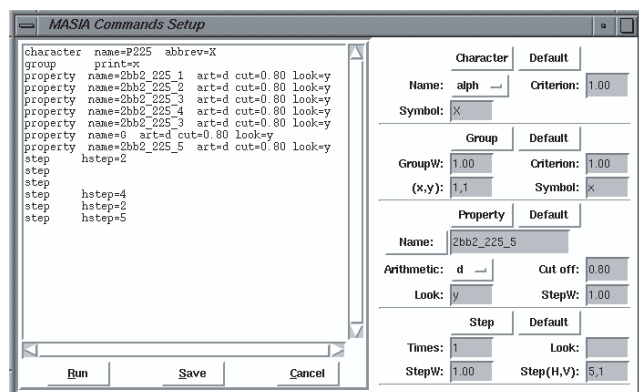 MASIA Commands Setup
character name=P225 abbrev=X
group print=x
property name=2bb2_225_1 art=d cut=0.80 look=y
property name=2bb2_225_2 art=d cut=0.80 look=y
property name=2bb2_225_3 art=d cut=0.80 look=y
property name=2bb2_225_4 art=d cut=0.80 look=y
property name=2bb2_225_3 art=d cut=0.80 look=y
property name=G art=d cut=0.80 look=y
property name=2bb2_225_5 art=d cut=0.80 look=y
step hstep=2
step
step
step hstep=4
step hstep=2
step hstep=5
Run Save Cancel
Character Default
Name: alph Criterion: 1.00
Symbol: X
Group Default
GroupW: 1.00 Criterion: 1.00
(x,y): 1,1 Symbol: x
Property Default
Name: 2bb2_225_5
Arithmetic: d Cut off: 0.80
Look: y StepW: 1.00
Step Default
Times: 1 Look:
StepW: 1.00 Step(H,V): 5,1